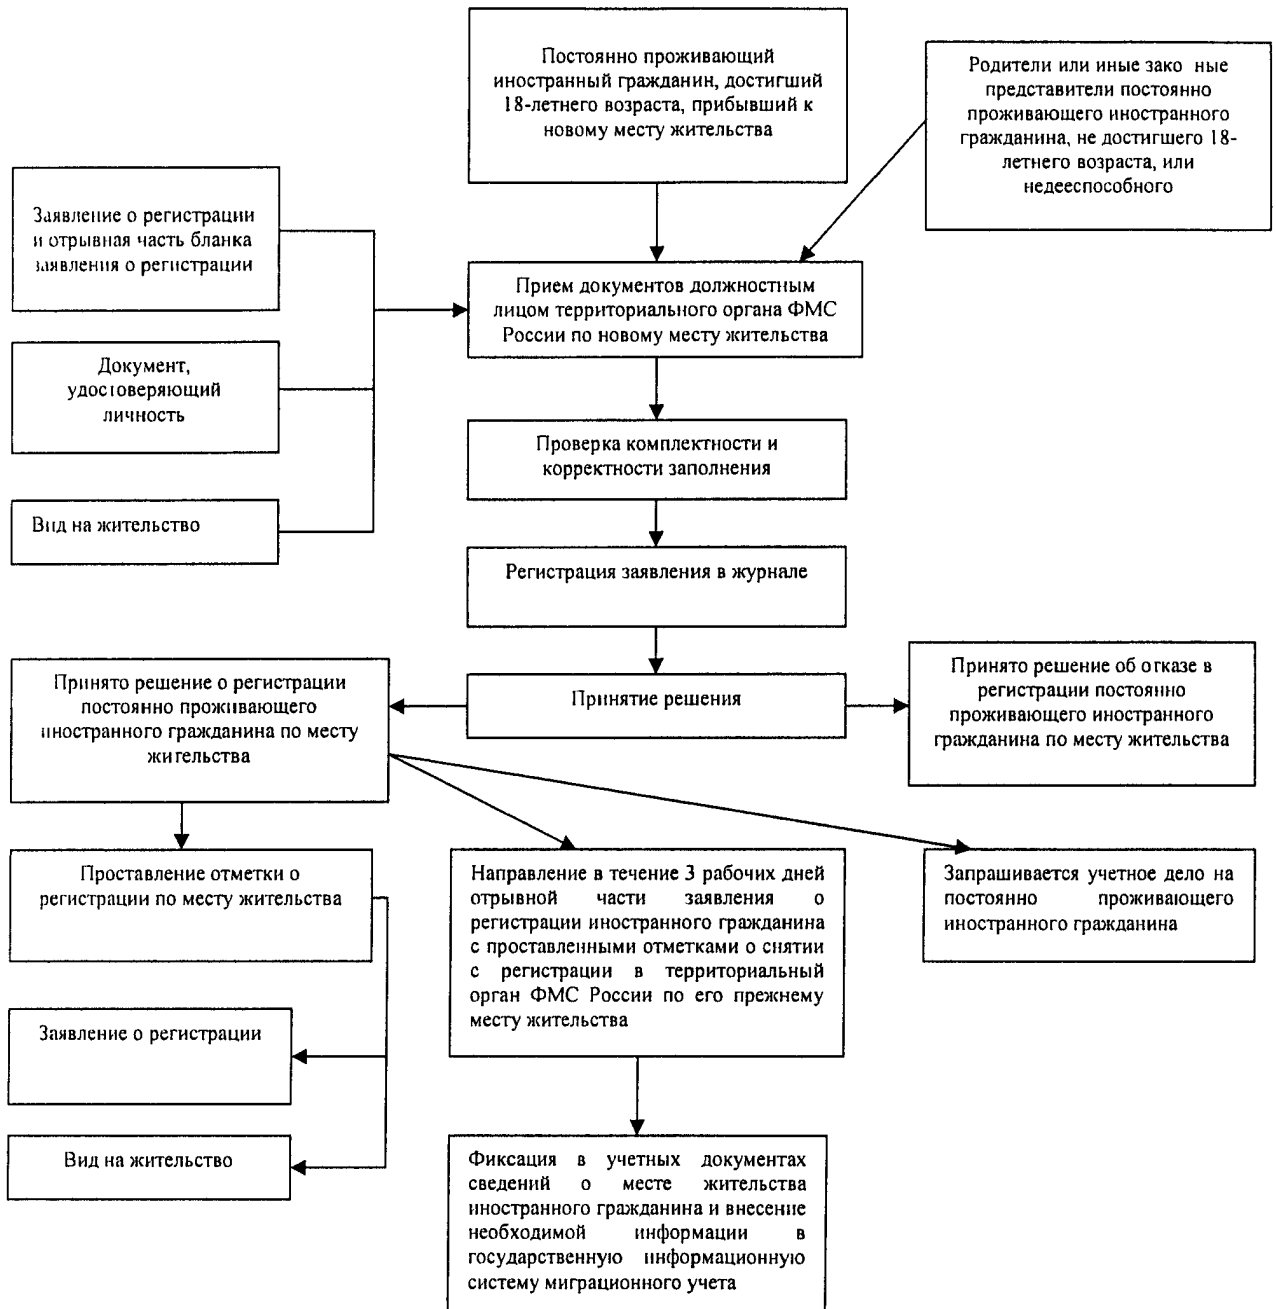 Постоянно проживающий
иностранный гражданин, достигший
18-летнего возраста, прибывший к
новому месту жительства
Родители или иные зако ные
представители постоянно
проживающего иностранного
гражданина, не достигшего 18-
летнего возраста, или
недееспособного
Заявление о регистрации
и отрывная часть бланка
заявления о регистрации
Прием документов должностным
лицом территориального органа ФМС
России по новому месту жительства
Документ,
удостоверяющий
личность
Проверка комплектности и
корректности заполнения
Вид на жительство
Регистрация заявления в журнале
Принято решение о регистрации
постоянно проживающего
иностранного гражданина по месту
жительства
Принятие решения
Принято решение об отказе в
регистрации постоянно
проживающего иностранного
гражданина по месту жительства
Проставление отметки о
регистрации по месту жительства
Направление в течение 3 рабочих дней
отрывной части заявления о
регистрации иностранного гражданина
с проставленными отметками о снятии
с регистрации в территориальный
орган ФМС России по его прежнему
месту жительства
Запрашивается учетное дело на
постоянно проживающего
иностранного гражданина
Заявление о регистрации
Вид на жительство
Фиксация в учетных документах
сведений о месте жительства
иностранного гражданина и внесение
необходимой информации в
государственную информационную
систему миграционного учета